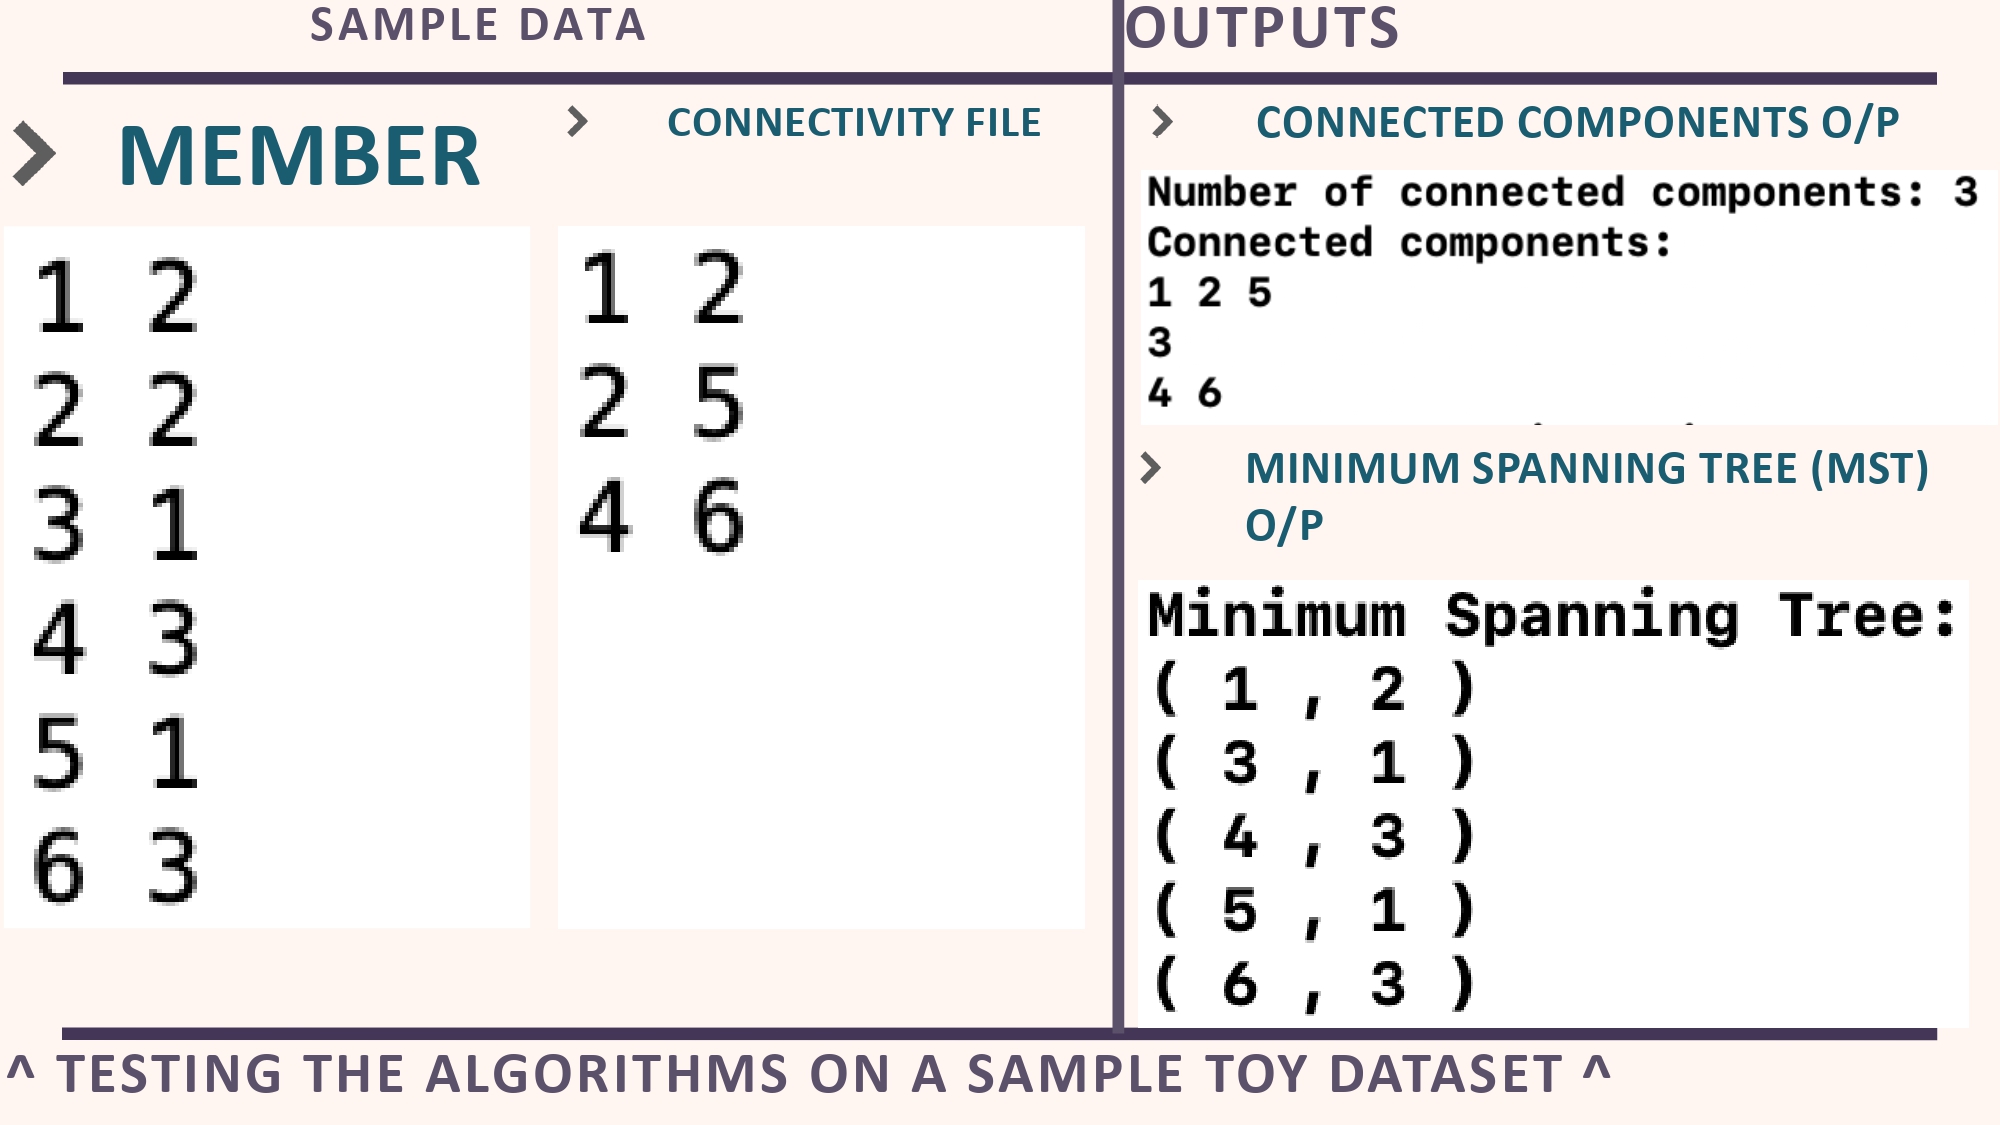 SAMPLE DATA
OUTPUTS
MEMBER
1 2
2 2
3 1
4 3
5 1
6 3
CONNECTIVITY FILE
1 2
2 5
4 6
CONNECTED COMPONENTS O/P
Number of connected components: 3
Connected components:
1 2 5
3
4 6
MINIMUM SPANNING TREE (MST)
O/P
Minimum Spanning Tree:
( 1 , 2 )
( 3 , 1 )
( 4 , 3 )
( 5 , 1 )
( 6 , 3 )
^ TESTING THE ALGORITHMS ON A SAMPLE TOY DATASET ^